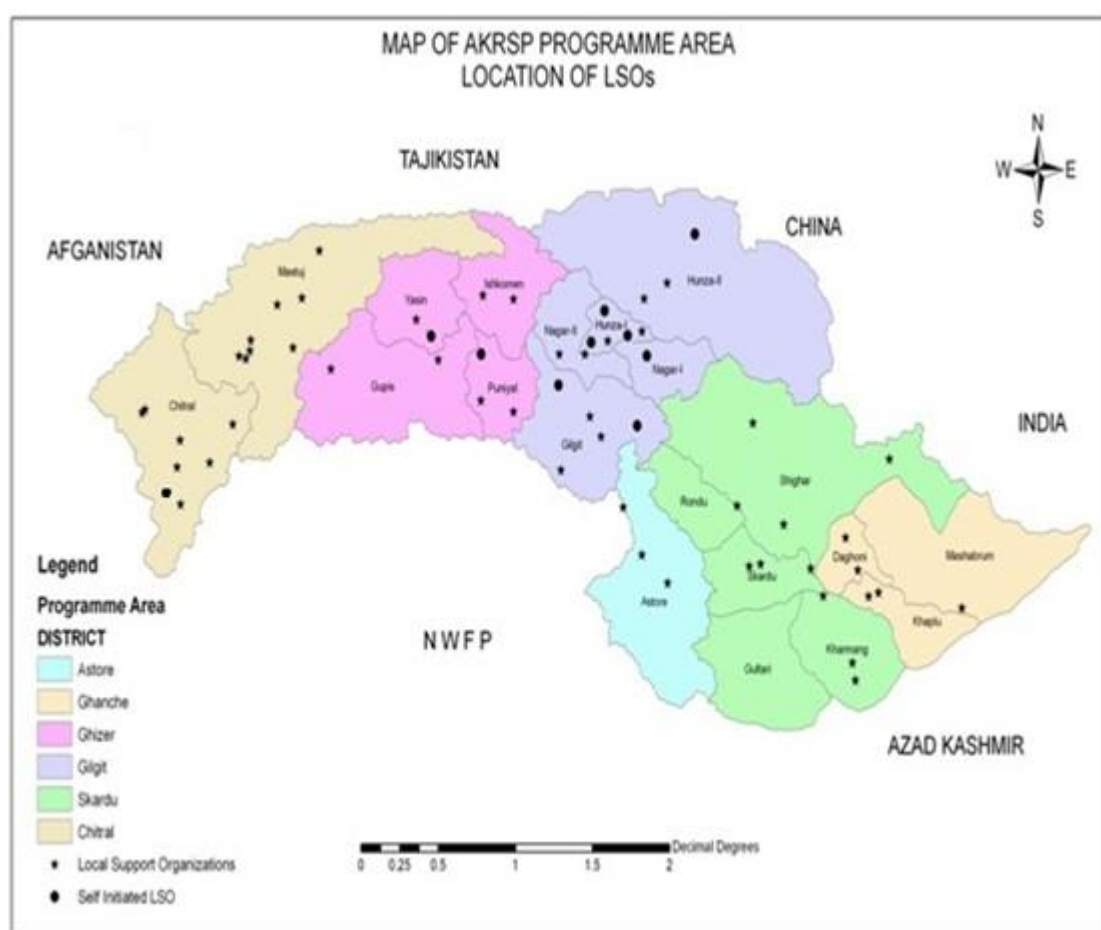 MAP OF AKRSP PROGRAMME AREA
LOCATION OF LSOs
N
W E
S
TAJIKISTAN
CHINA
AFGANISTAN
INDIA
N W F P
AZAD KASHMIR
Mastuj
Chitral
Yasin
Ishkomen
Gupis
Puniyal
Hunza-II
Hunza-I
Nagar-II
Nagar-I
Gilgit
Shighar
Rondu
Skardu
Daghoni
Mashabrum
Khaplu
Astore
Gultari
Kharmang
Legend
Programme Area
DISTRICT
Astore
Ghanche
Ghizer
Gilgit
Skardu
Chitral
Local Support Organizations
Self Initiated LSO
Decimal Degrees
0 0.25 0.5 1 1.5 2